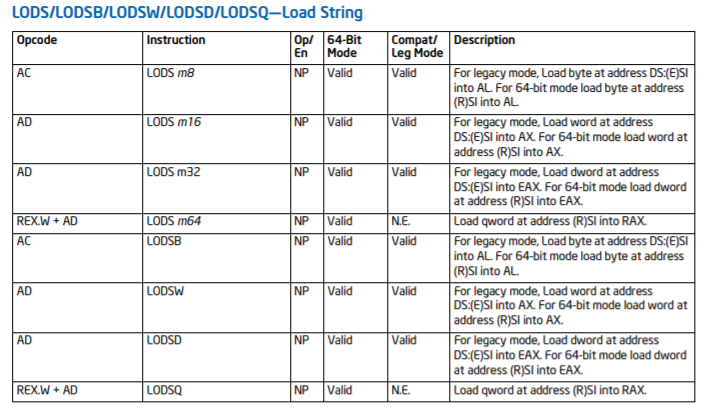 LODS/LODSB/LODSW/LODSD/LODSQ—Load String
Opcode Instruction Op/ 64-Bit Compat/ Description
En Mode Leg Mode
AC LODS m8 NP Valid Valid For legacy mode, Load byte at address DS:(E)SI
into AL. For 64-bit mode load byte at address
(R)SI into AL.
AD LODS m16 NP Valid Valid For legacy mode, Load word at address
DS:(E)SI into AX. For 64-bit mode load word at
address (R)SI into AX.
AD LODS m32 NP Valid Valid For legacy mode, Load dword at address
DS:(E)SI into EAX. For 64-bit mode load dword
at address (R)SI into EAX.
REX.W + AD LODS m64 NP Valid N.E. Load qword at address (R)SI into RAX.
AC LODSB NP Valid Valid For legacy mode, Load byte at address DS:(E)SI
into AL. For 64-bit mode load byte at address
(R)SI into AL.
AD LODSW NP Valid Valid For legacy mode, Load word at address
DS:(E)SI into AX. For 64-bit mode load word at
address (R)SI into AX.
AD LODSD NP Valid Valid For legacy mode, Load dword at address
DS:(E)SI into EAX. For 64-bit mode load dword
at address (R)SI into EAX.
REX.W + AD LODSQ NP Valid N.E. Load qword at address (R)SI into RAX.